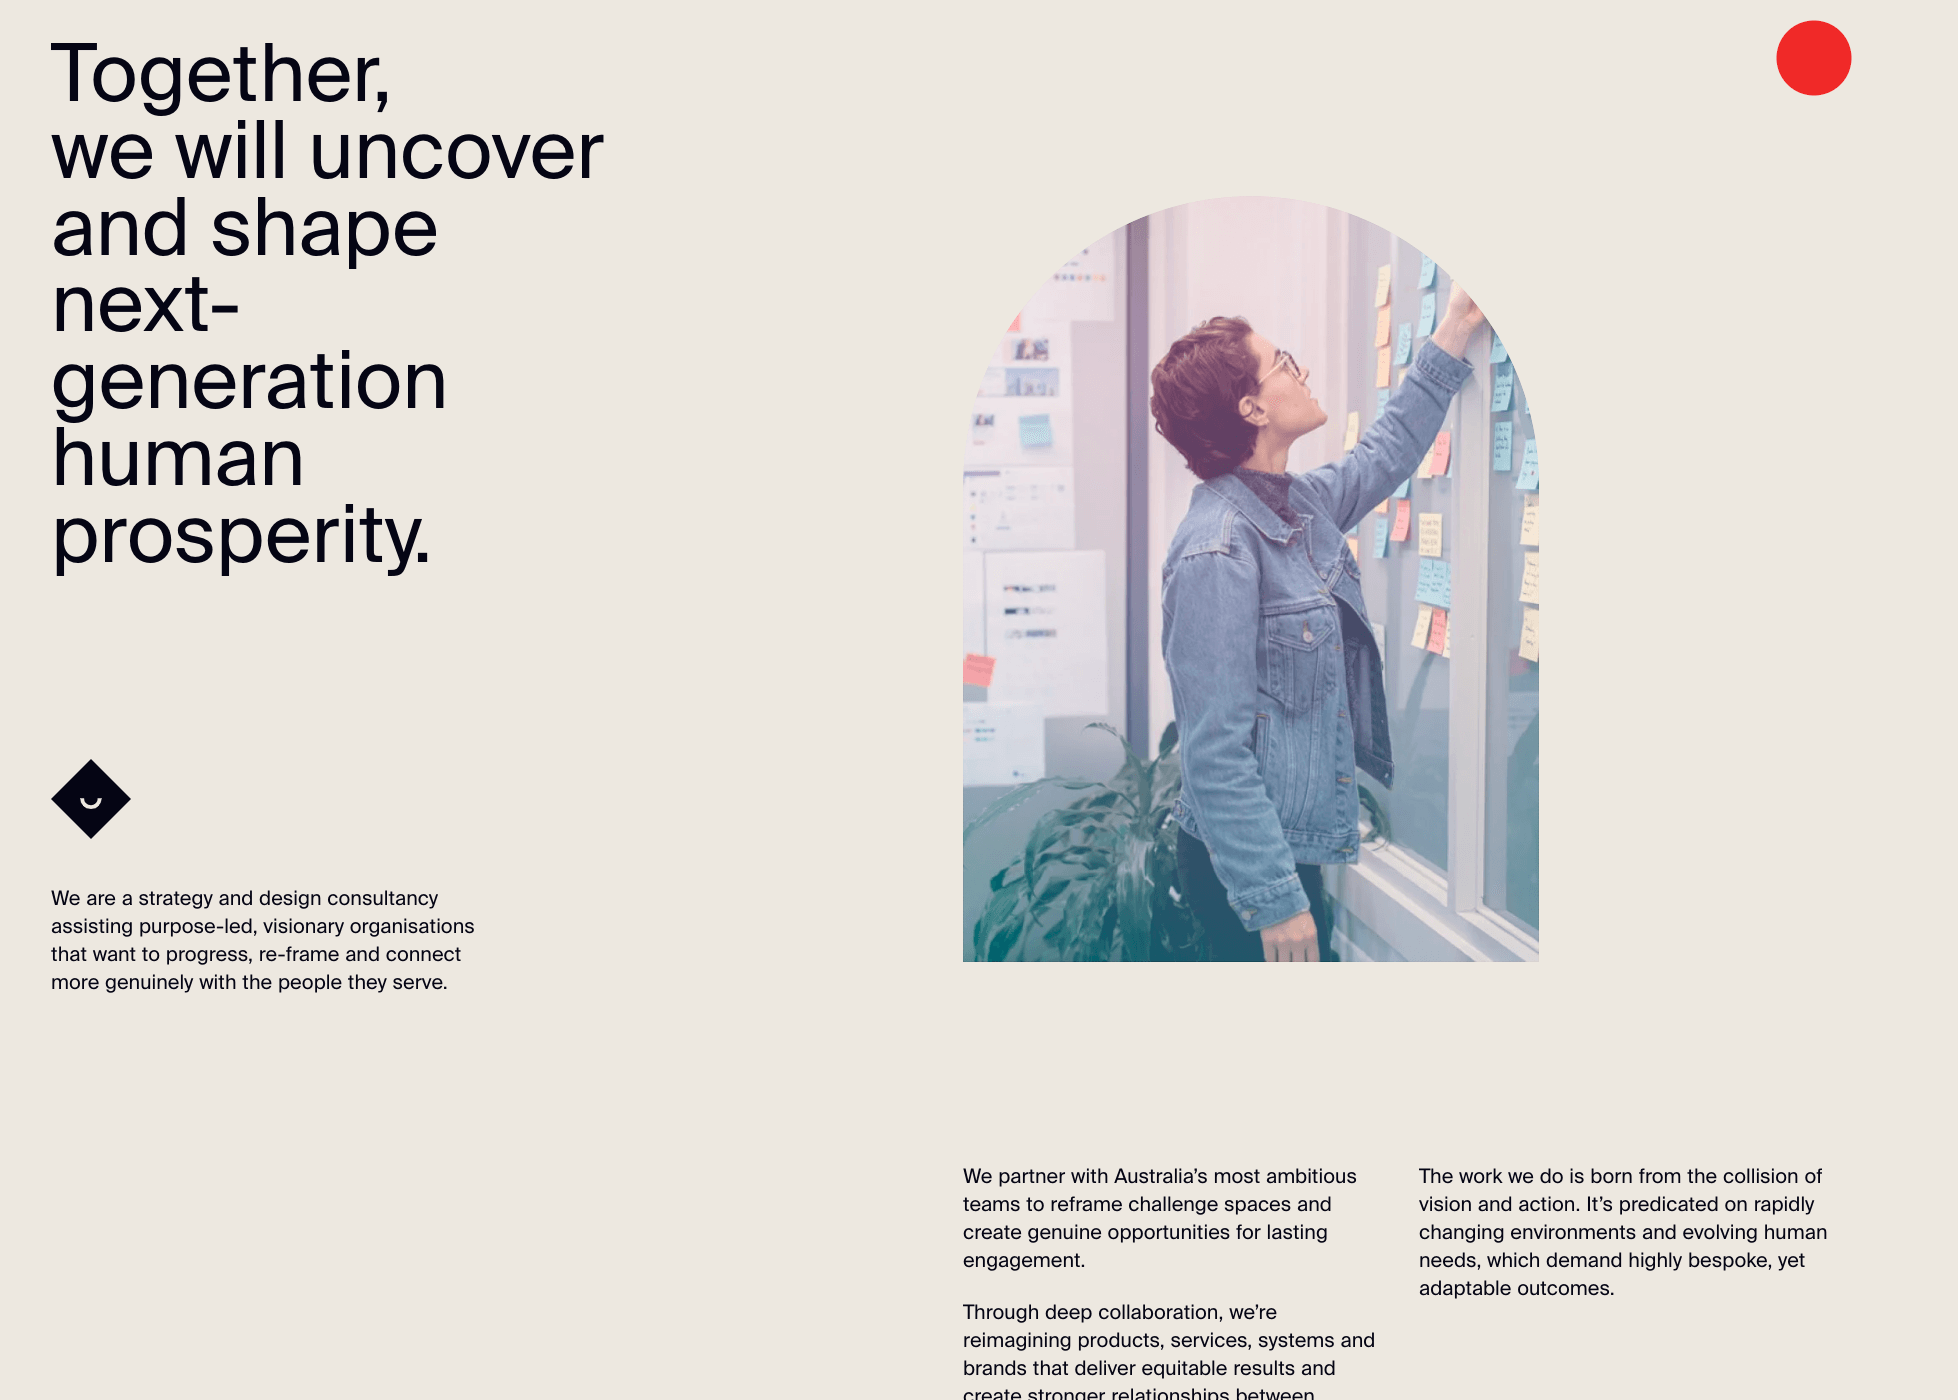 Together,
we will uncover
and shape
next-
generation
human
prosperity.
We are a strategy and design consultancy
assisting purpose-led, visionary organisations
that want to progress, re-frame and connect
more genuinely with the people they serve.
We partner with Australia’s most ambitious
teams to reframe challenge spaces and
create genuine opportunities for lasting
engagement.
Through deep collaboration, we’re
reimagining products, services, systems and
brands that deliver equitable results and
create stronger relationships between
The work we do is born from the collision of
vision and action. It’s predicated on rapidly
changing environments and evolving human
needs, which demand highly bespoke, yet
adaptable outcomes.